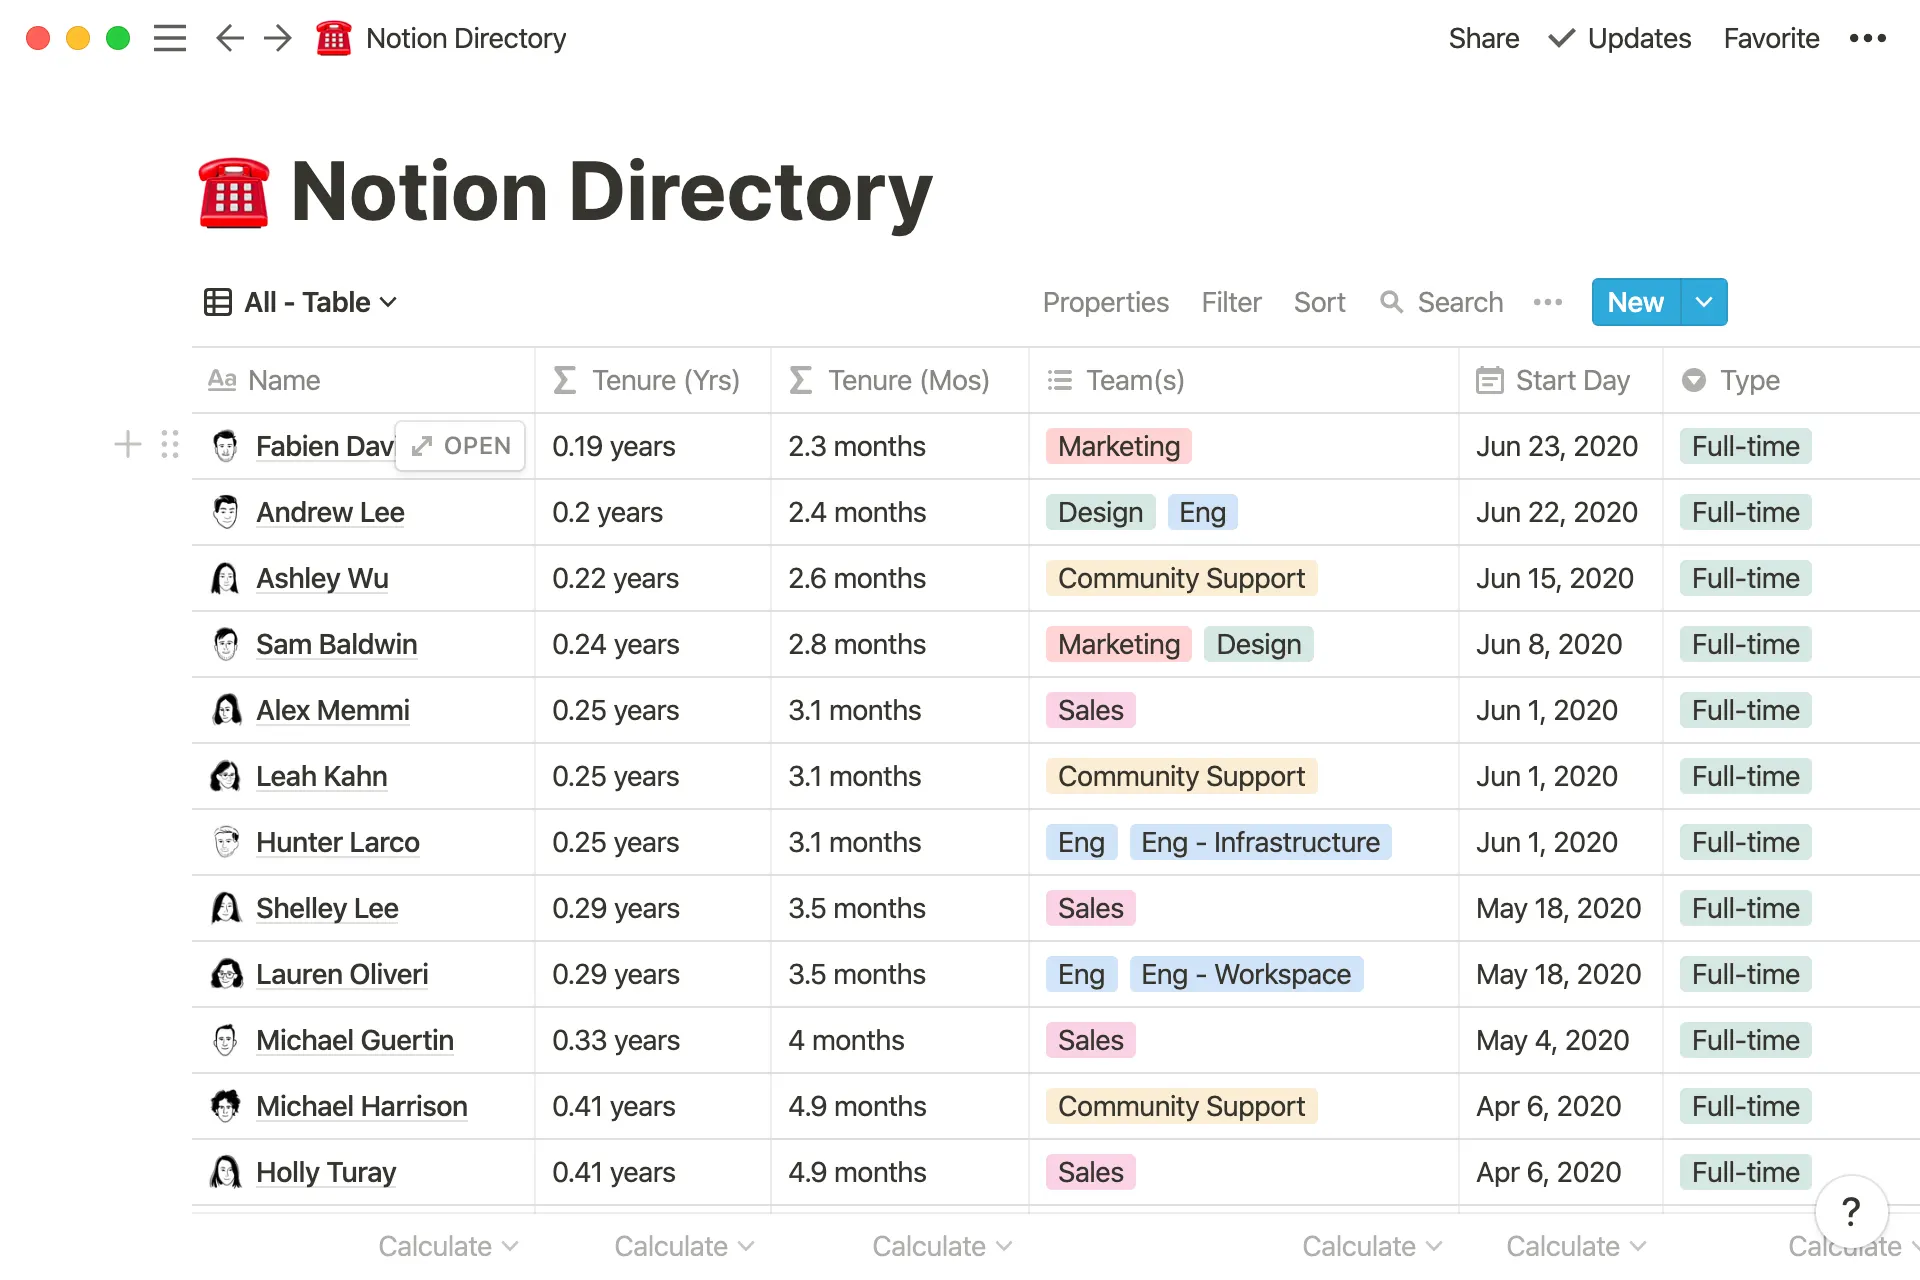 Notion Directory Share Updates Favorite
Notion Directory
All - Table Properties Filter Sort Search New
Aa Name Tenure (Yrs) Tenure (Mos) Team(s) Start Day Type
Fabien Davi OPEN 0.19 years 2.3 months Marketing Jun 23, 2020 Full-time
Andrew Lee 0.2 years 2.4 months Design Eng Jun 22, 2020 Full-time
Ashley Wu 0.22 years 2.6 months Community Support Jun 15, 2020 Full-time
Sam Baldwin 0.24 years 2.8 months Marketing Design Jun 8, 2020 Full-time
Alex Memmi 0.25 years 3.1 months Sales Jun 1, 2020 Full-time
Leah Kahn 0.25 years 3.1 months Community Support Jun 1, 2020 Full-time
Hunter Larco 0.25 years 3.1 months Eng Eng - Infrastructure Jun 1, 2020 Full-time
Shelley Lee 0.29 years 3.5 months Sales May 18, 2020 Full-time
Lauren Oliveri 0.29 years 3.5 months Eng Eng - Workspace May 18, 2020 Full-time
Michael Guertin 0.33 years 4 months Sales May 4, 2020 Full-time
Michael Harrison 0.41 years 4.9 months Community Support Apr 6, 2020 Full-time
Holly Turay 0.41 years 4.9 months Sales Apr 6, 2020 Full-time
?
Calculate Calculate Calculate Calculate Calculate Calculate